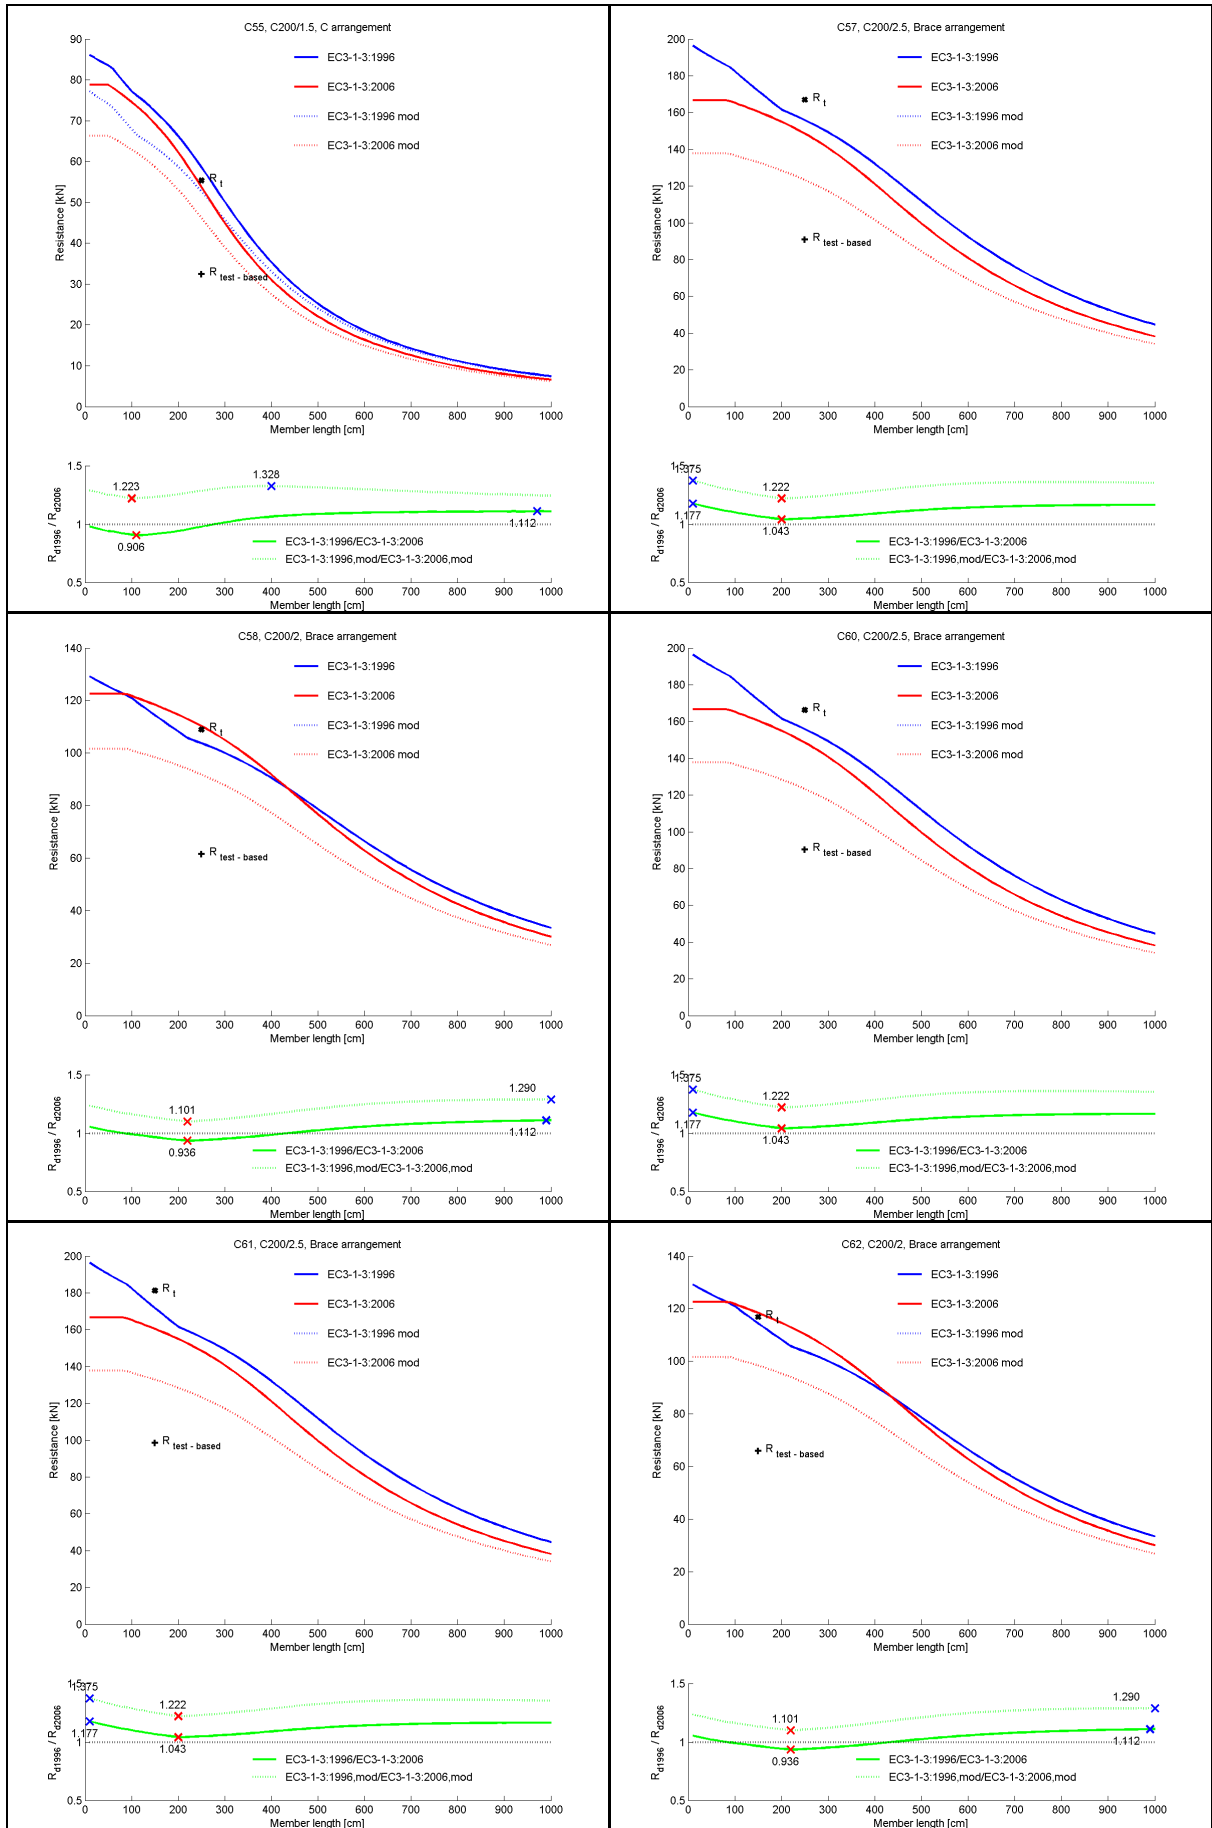 C55, C200/1.5, C arrangement
90
80
70
60
50
40
30
20
10
0
Resistance [kN]
EC3-1-3:1996
EC3-1-3:2006
EC3-1-3:1996 mod
EC3-1-3:2006 mod
R t
R test - based
0 100 200 300 400 500 600 700 800 900 1000
Member length [cm]
1.5
1
0.5
R d1996 / R d2006
1.223
1.328
0.906
1.112
EC3-1-3:1996/EC3-1-3:2006
EC3-1-3:1996,mod/EC3-1-3:2006,mod
0 100 200 300 400 500 600 700 800 900 1000
Member length [cm]
C57, C200/2.5, Brace arrangement
200
180
160
140
120
100
80
60
40
20
0
Resistance [kN]
EC3-1-3:1996
EC3-1-3:2006
EC3-1-3:1996 mod
EC3-1-3:2006 mod
R t
R test - based
0 100 200 300 400 500 600 700 800 900 1000
Member length [cm]
1.5
1
0.5
R d1996 / R d2006
1.375
1.222
1.177
1.043
EC3-1-3:1996/EC3-1-3:2006
EC3-1-3:1996,mod/EC3-1-3:2006,mod
0 100 200 300 400 500 600 700 800 900 1000
Member length [cm]
C58, C200/2, Brace arrangement
140
120
100
80
60
40
20
0
Resistance [kN]
EC3-1-3:1996
EC3-1-3:2006
EC3-1-3:1996 mod
EC3-1-3:2006 mod
R t
R test - based
0 100 200 300 400 500 600 700 800 900 1000
Member length [cm]
1.5
1
0.5
R d1996 / R d2006
1.101
1.290
0.936
1.112
EC3-1-3:1996/EC3-1-3:2006
EC3-1-3:1996,mod/EC3-1-3:2006,mod
0 100 200 300 400 500 600 700 800 900 1000
Member length [cm]
C60, C200/2.5, Brace arrangement
200
180
160
140
120
100
80
60
40
20
0
Resistance [kN]
EC3-1-3:1996
EC3-1-3:2006
EC3-1-3:1996 mod
EC3-1-3:2006 mod
R t
R test - based
0 100 200 300 400 500 600 700 800 900 1000
Member length [cm]
1.5
1
0.5
R d1996 / R d2006
1.375
1.222
1.177
1.043
EC3-1-3:1996/EC3-1-3:2006
EC3-1-3:1996,mod/EC3-1-3:2006,mod
0 100 200 300 400 500 600 700 800 900 1000
Member length [cm]
C61, C200/2.5, Brace arrangement
200
180
160
140
120
100
80
60
40
20
0
Resistance [kN]
EC3-1-3:1996
EC3-1-3:2006
EC3-1-3:1996 mod
EC3-1-3:2006 mod
R t
R test - based
0 100 200 300 400 500 600 700 800 900 1000
Member length [cm]
1.5
1
0.5
R d1996 / R d2006
1.375
1.222
1.177
1.043
EC3-1-3:1996/EC3-1-3:2006
EC3-1-3:1996,mod/EC3-1-3:2006,mod
0 100 200 300 400 500 600 700 800 900 1000
Member length [cm]
C62, C200/2, Brace arrangement
140
120
100
80
60
40
20
0
Resistance [kN]
EC3-1-3:1996
EC3-1-3:2006
EC3-1-3:1996 mod
EC3-1-3:2006 mod
R t
R test - based
0 100 200 300 400 500 600 700 800 900 1000
Member length [cm]
1.5
1
0.5
R d1996 / R d2006
1.101
1.290
0.936
1.112
EC3-1-3:1996/EC3-1-3:2006
EC3-1-3:1996,mod/EC3-1-3:2006,mod
0 100 200 300 400 500 600 700 800 900 1000
Member length [cm]